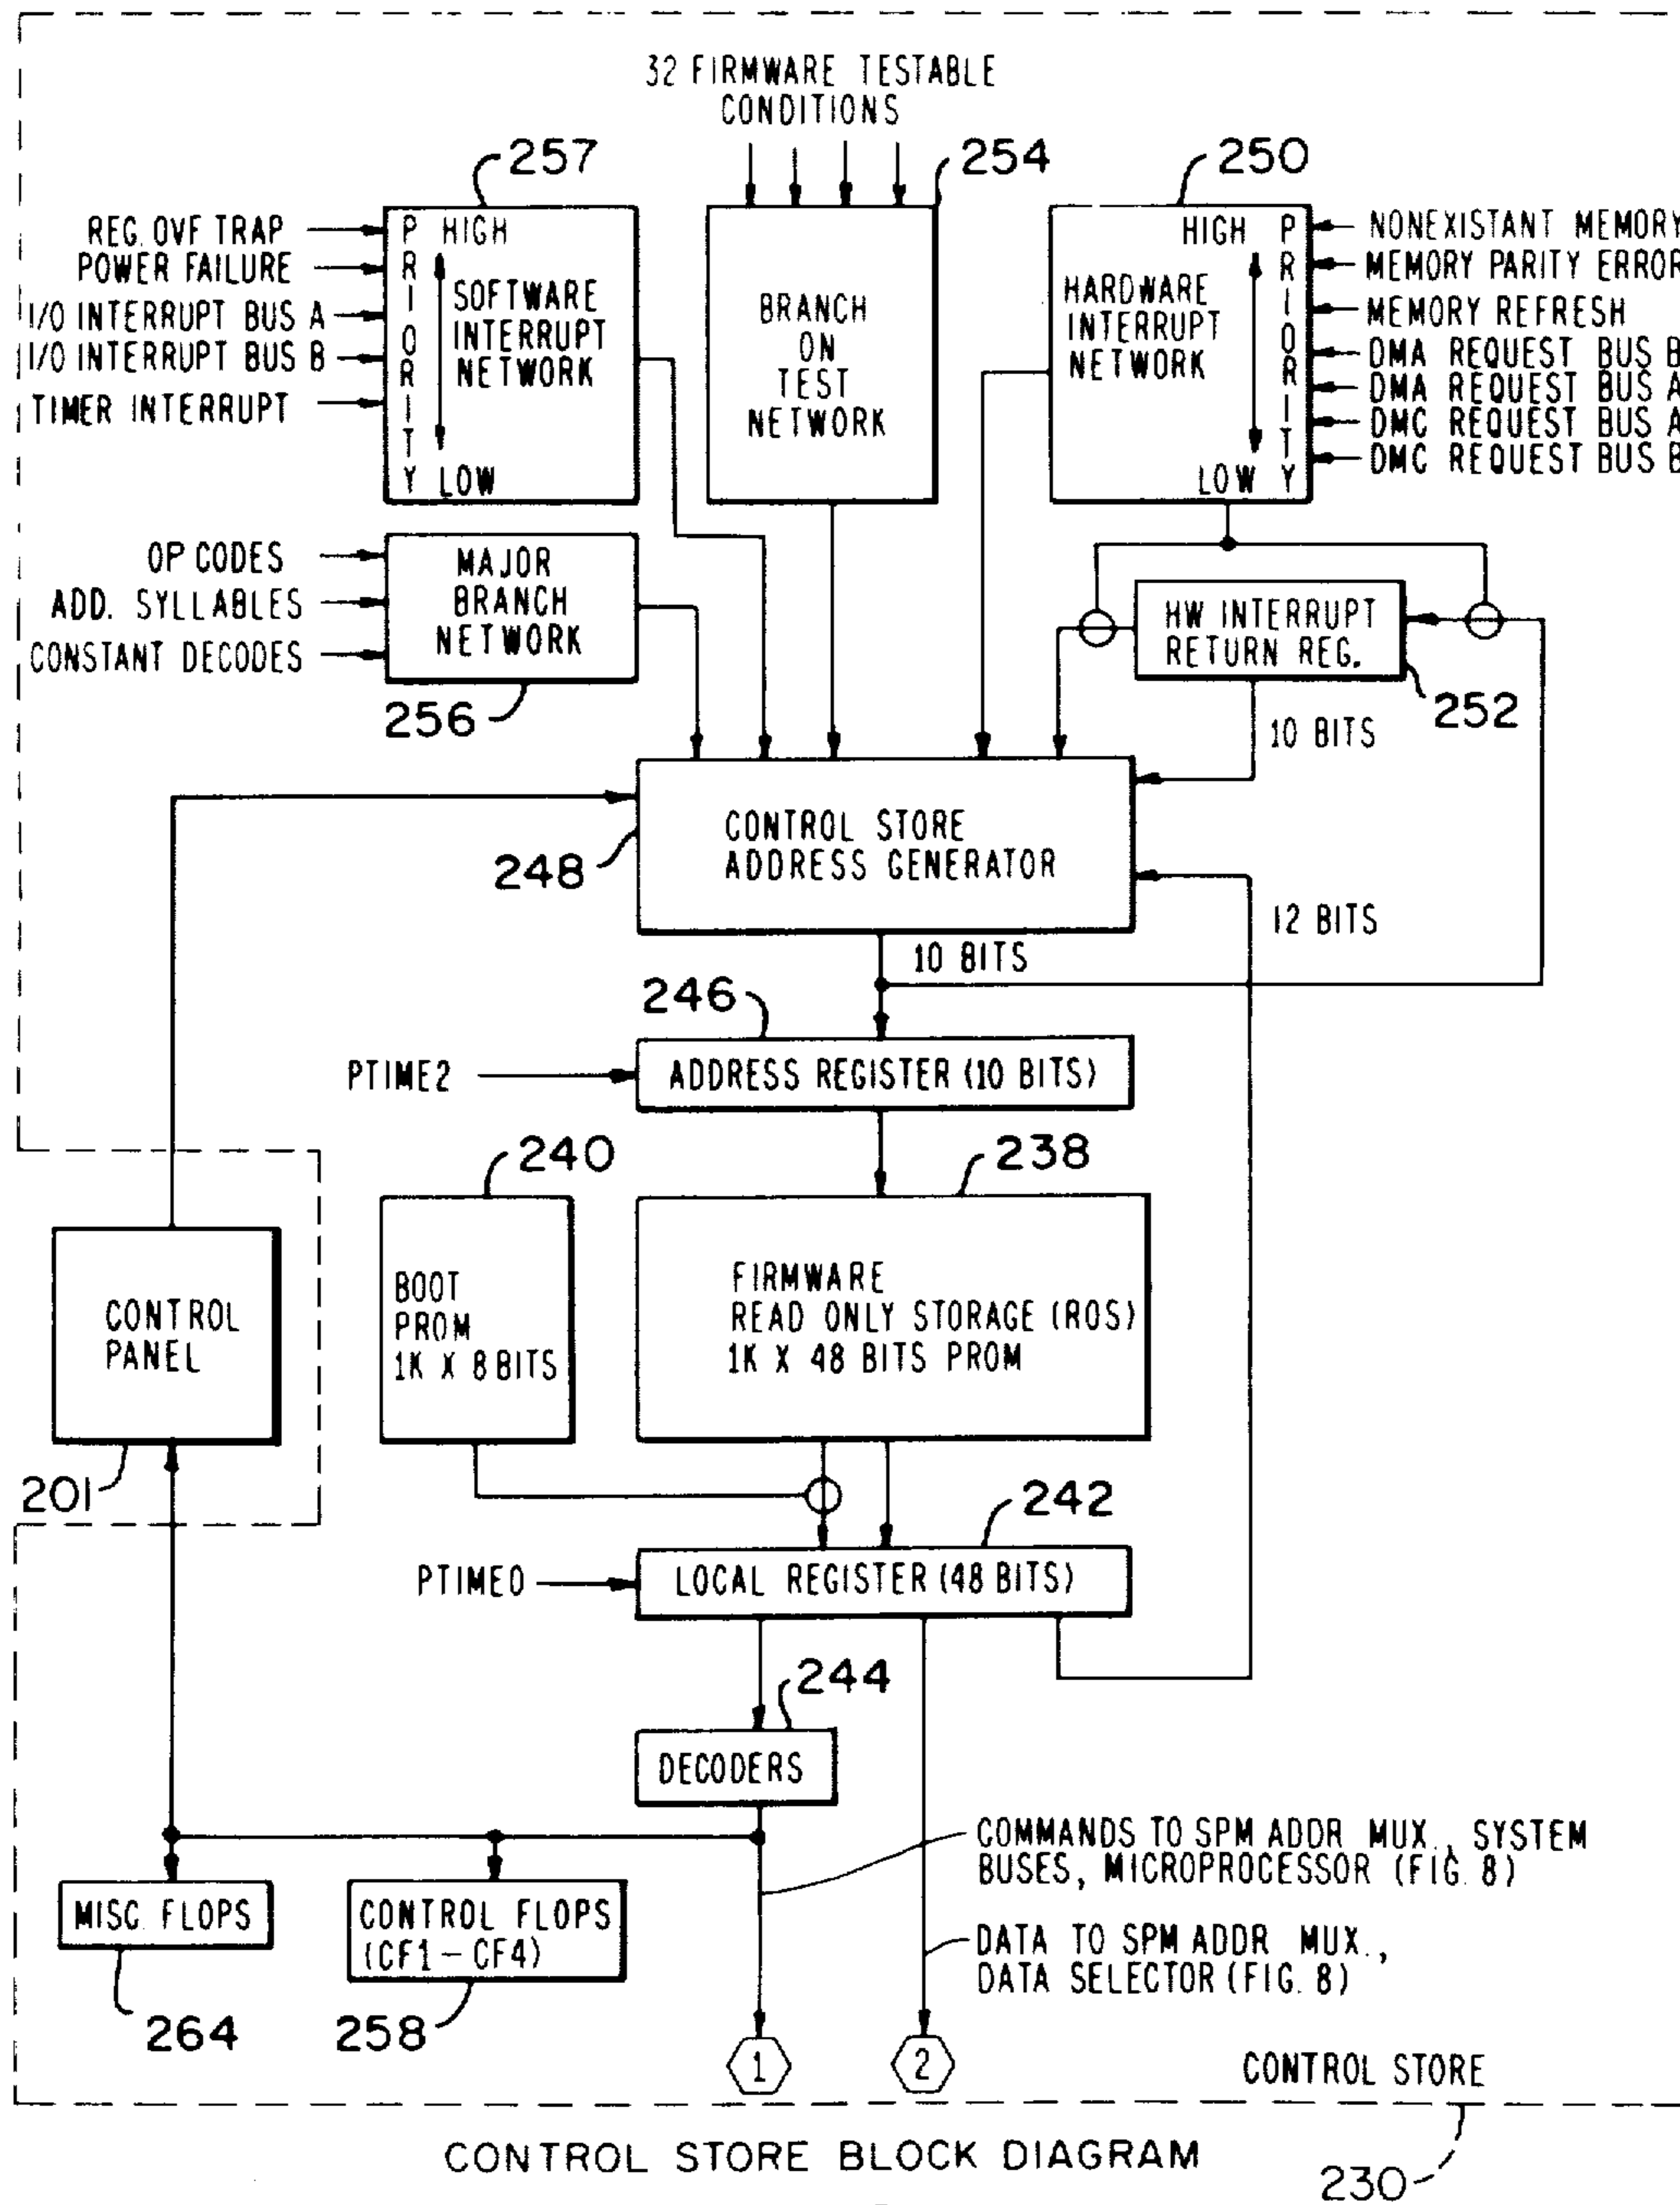 32 FIRMWARE TESTABLE
CONDITIONS
257
254
250
REG. OVF TRAP
POWER FAILURE
I/O INTERRUPT BUS A
I/O INTERRUPT BUS B
TIMER INTERRUPT
PRIORITY
HIGH
SOFTWARE
INTERRUPT
NETWORK
LOW
BRANCH
ON
TEST
NETWORK
HIGH
HARDWARE
INTERRUPT
NETWORK
LOW
PRIORITY
NONEXISTANT MEMORY
MEMORY PARITY ERROR
MEMORY REFRESH
DMA REQUEST BUS B
DMA REQUEST BUS A
DMC REQUEST BUS A
DMC REQUEST BUS B
OP CODES
ADD. SYLLABLES
CONSTANT DECODES
MAJOR
BRANCH
NETWORK
256
HW INTERRUPT
RETURN REG.
252
10 BITS
CONTROL STORE
ADDRESS GENERATOR
248
12 BITS
10 BITS
246
PTIME2
ADDRESS REGISTER (10 BITS)
240
238
CONTROL
PANEL
201
BOOT
PROM
1K X 8 BITS
FIRMWARE
READ ONLY STORAGE (ROS)
1K X 48 BITS PROM
242
PTIME0
LOCAL REGISTER (48 BITS)
244
DECODERS
COMMANDS TO SPM ADDR MUX., SYSTEM
BUSES, MICROPROCESSOR (FIG. 8)
MISC. FLOPS
264
CONTROL FLOPS
(CF1 - CF4)
258
DATA TO SPM ADDR MUX.,
DATA SELECTOR (FIG. 8)
1
2
CONTROL STORE
CONTROL STORE BLOCK DIAGRAM
230